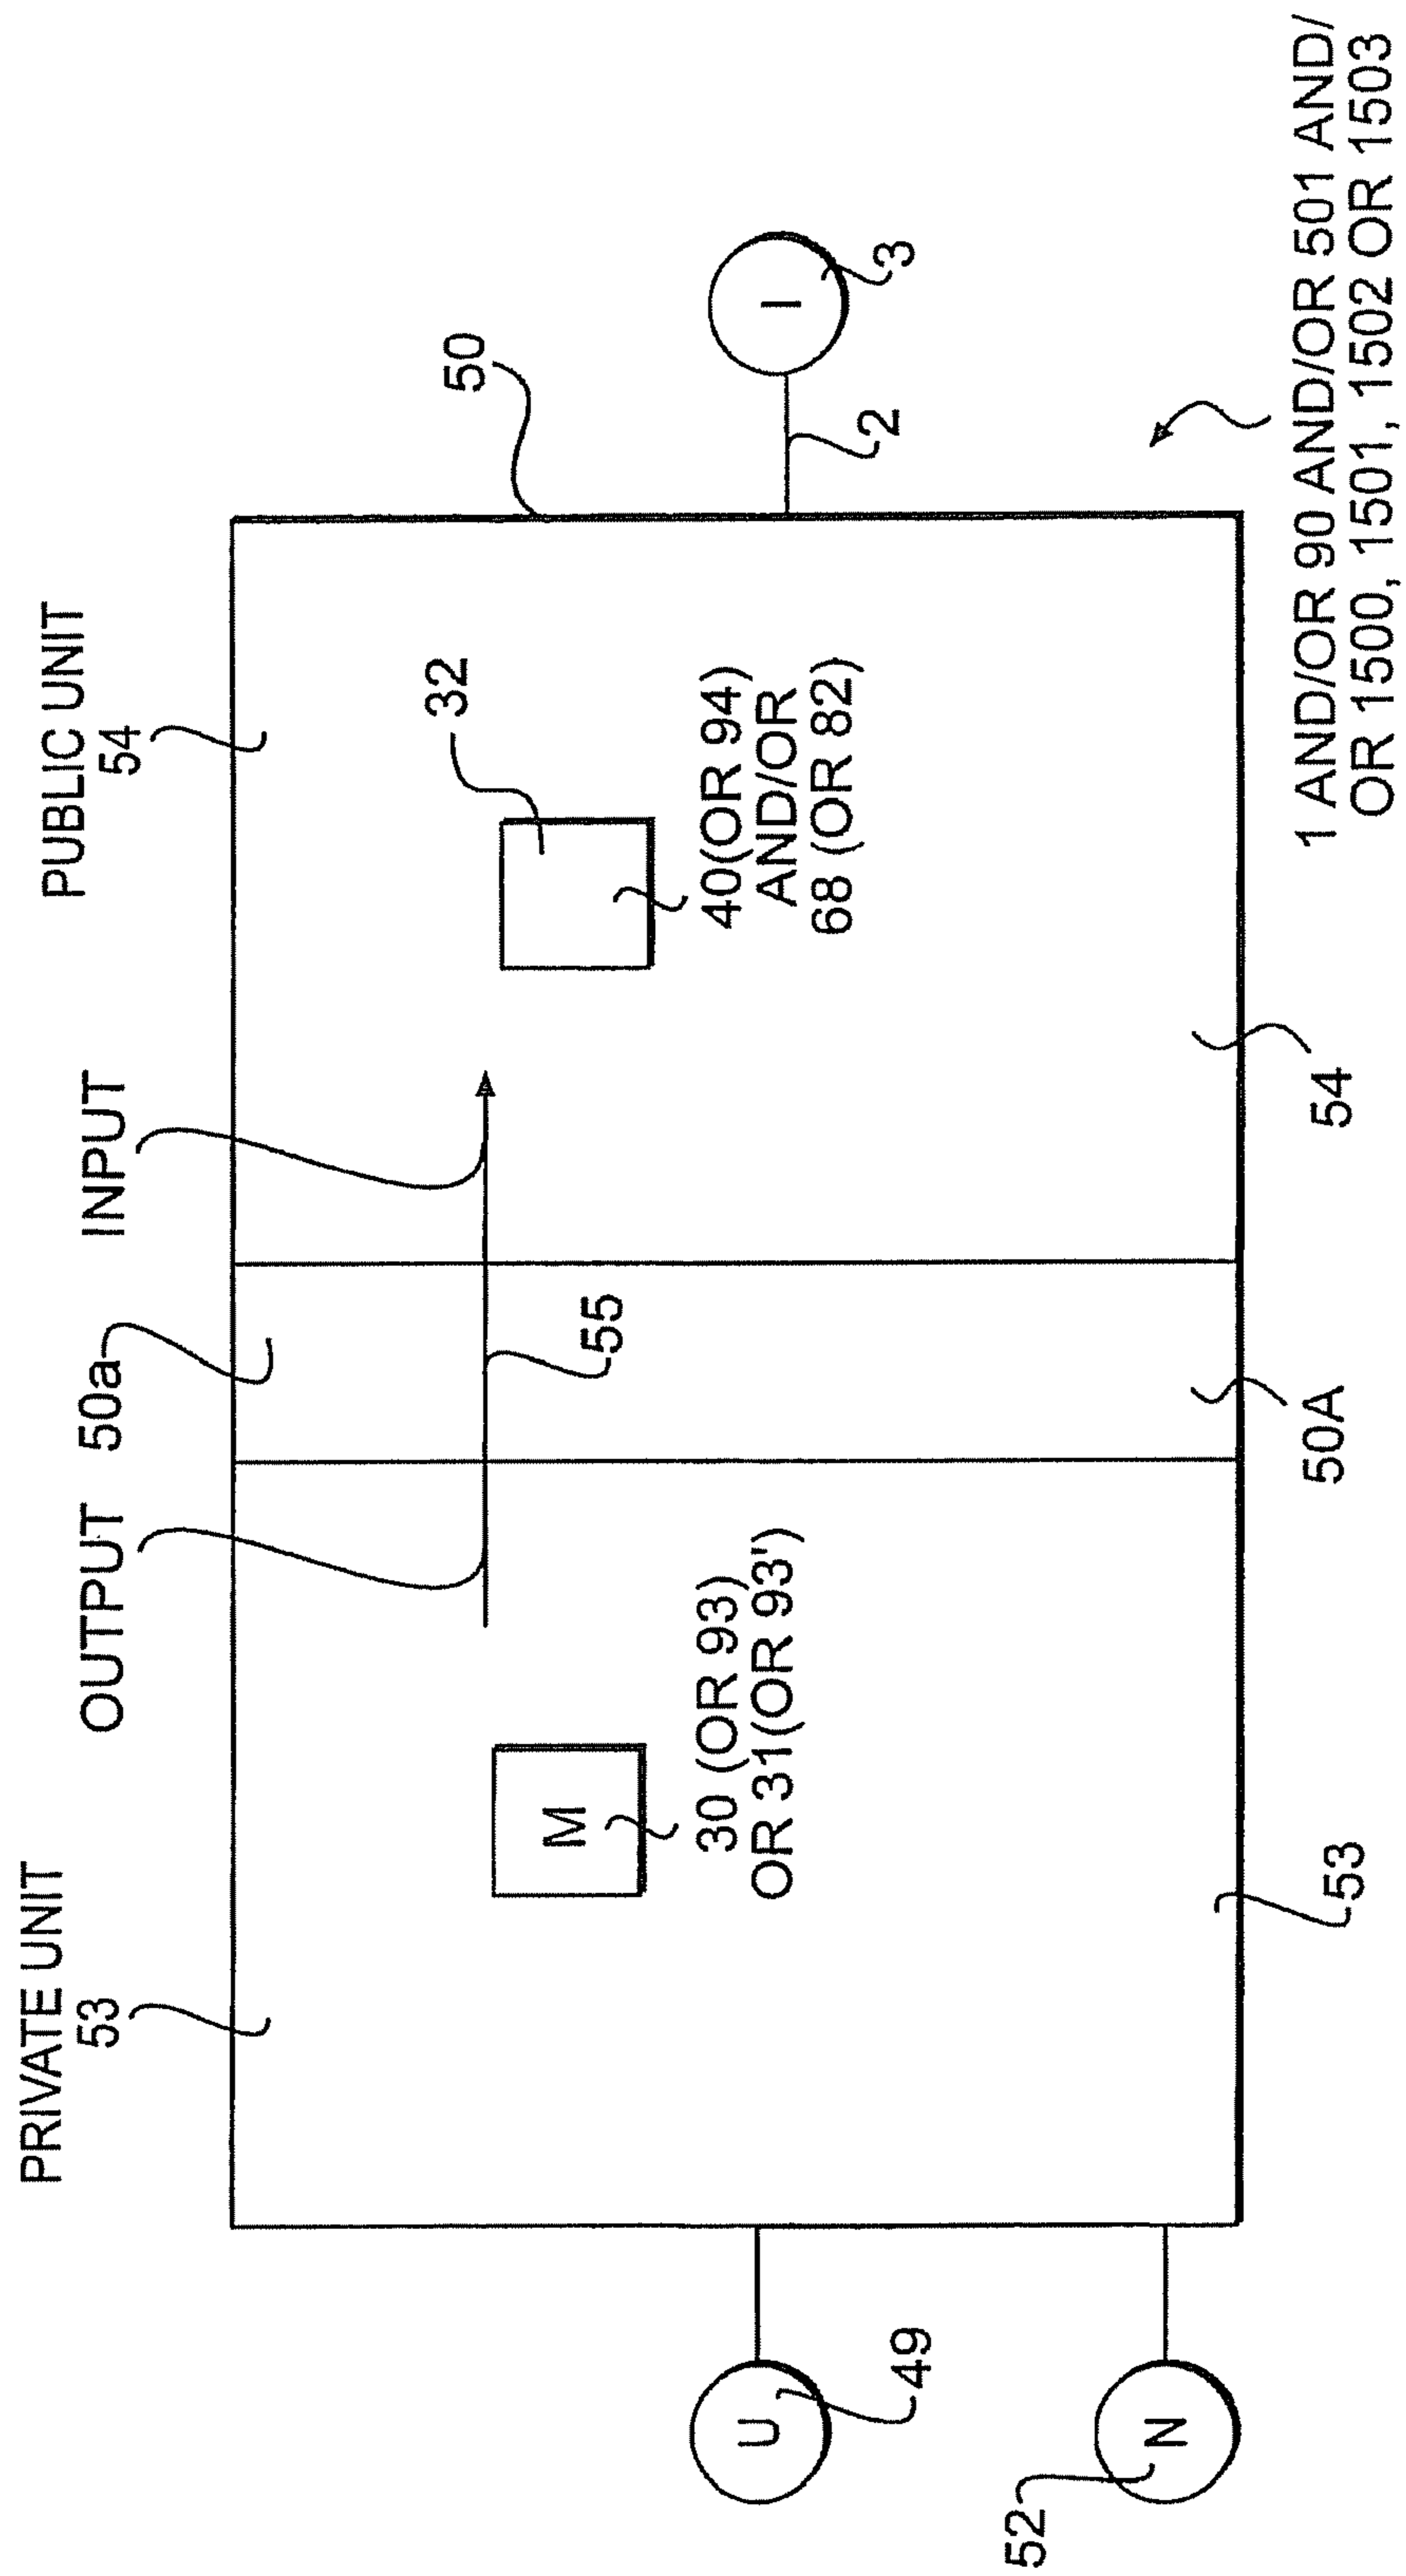 PRIVATE UNIT
53
OUTPUT
50a
INPUT
PUBLIC UNIT
54
50
32
M
30 (OR 93)
OR 31(OR 93')
55
40(OR 94)
AND/OR
68 (OR 82)
U
49
N
52
I
3
2
53
50A
54
1 AND/OR 90 AND/OR 501 AND/
OR 1500, 1501, 1502 OR 1503